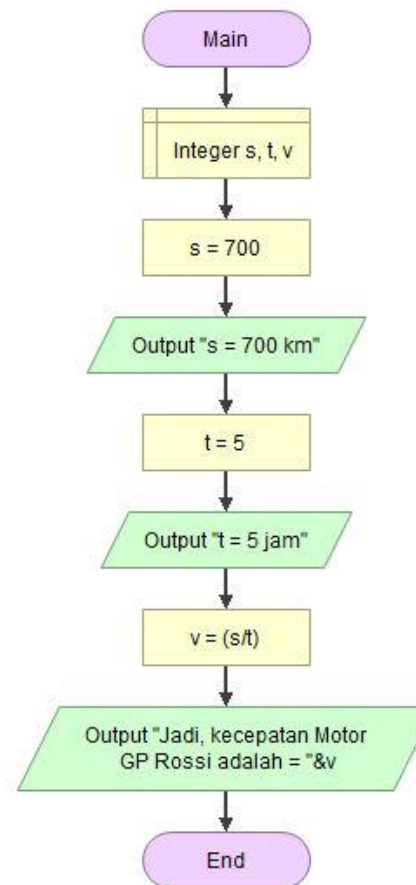 Main
Integer s, t, v
s = 700
Output "s = 700 km"
t = 5
Output "t = 5 jam"
v = (s/t)
Output "Jadi, kecepatan Motor
GP Rossi adalah = "&v
End